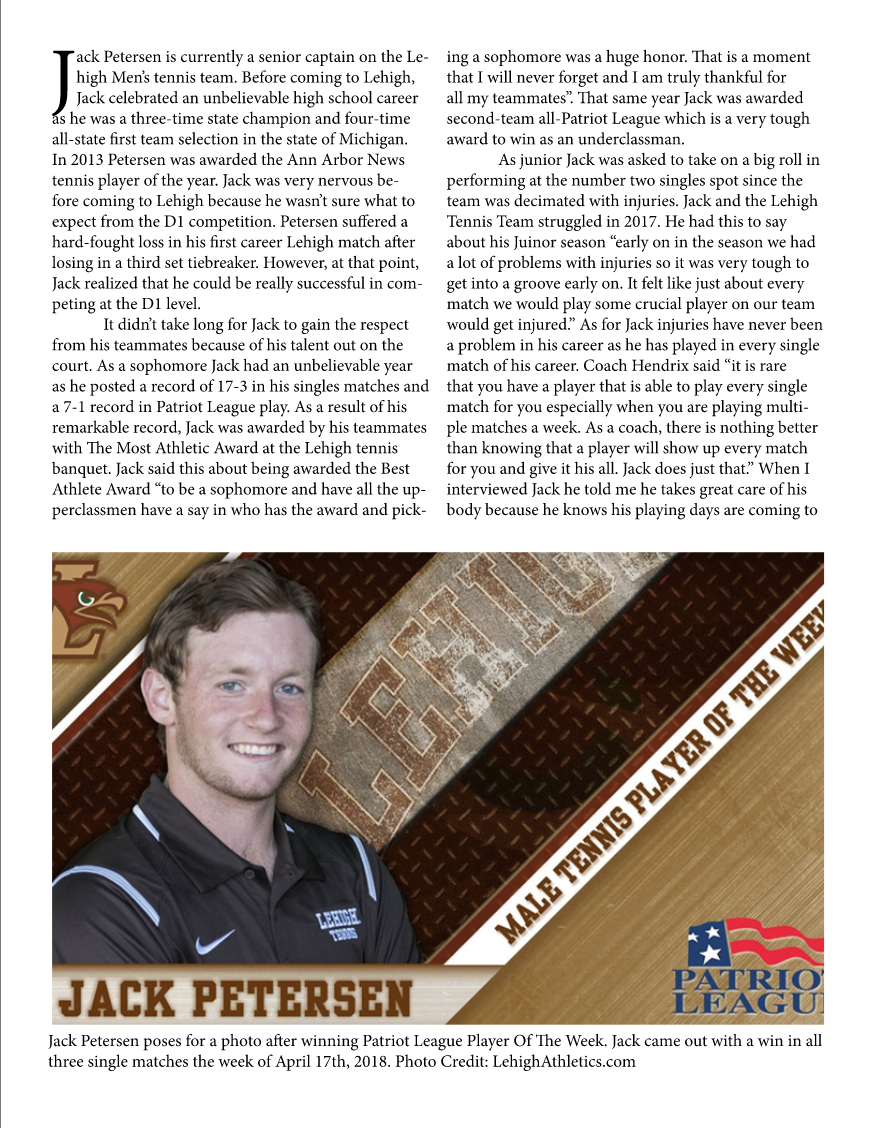 Jack Petersen is currently a senior captain on the Le-
high Men’s tennis team. Before coming to Lehigh,
Jack celebrated an unbelievable high school career
as he was a three-time state champion and four-time
all-state first team selection in the state of Michigan.
In 2013 Petersen was awarded the Ann Arbor News
tennis player of the year. Jack was very nervous be-
fore coming to Lehigh because he wasn’t sure what to
expect from the D1 competition. Petersen suffered a
hard-fought loss in his first career Lehigh match after
losing in a third set tiebreaker. However, at that point,
Jack realized that he could be really successful in com-
peting at the D1 level.
It didn’t take long for Jack to gain the respect
from his teammates because of his talent out on the
court. As a sophomore Jack had an unbelievable year
as he posted a record of 17-3 in his singles matches and
a 7-1 record in Patriot League play. As a result of his
remarkable record, Jack was awarded by his teammates
with The Most Athletic Award at the Lehigh tennis
banquet. Jack said this about being awarded the Best
Athlete Award “to be a sophomore and have all the up-
perclassmen have a say in who has the award and pick-
ing a sophomore was a huge honor. That is a moment
that I will never forget and I am truly thankful for
all my teammates”. That same year Jack was awarded
second-team all-Patriot League which is a very tough
award to win as an underclassman.
As junior Jack was asked to take on a big roll in
performing at the number two singles spot since the
team was decimated with injuries. Jack and the Lehigh
Tennis Team struggled in 2017. He had this to say
about his Juinor season “early on in the season we had
a lot of problems with injuries so it was very tough to
get into a groove early on. It felt like just about every
match we would play some crucial player on our team
would get injured.” As for Jack injuries have never been
a problem in his career as he has played in every single
match of his career. Coach Hendrix said “it is rare
that you have a player that is able to play every single
match for you especially when you are playing multi-
ple matches a week. As a coach, there is nothing better
than knowing that a player will show up every match
for you and give it his all. Jack does just that.” When I
interviewed Jack he told me he takes great care of his
body because he knows his playing days are coming to
L
LEHIGH
MALE TENNIS PLAYER OF THE WEEK
LEHIGH
TENNIS
JACK PETERSEN
PATRIOT
LEAGU
Jack Petersen poses for a photo after winning Patriot League Player Of The Week. Jack came out with a win in all
three single matches the week of April 17th, 2018. Photo Credit: LehighAthletics.com